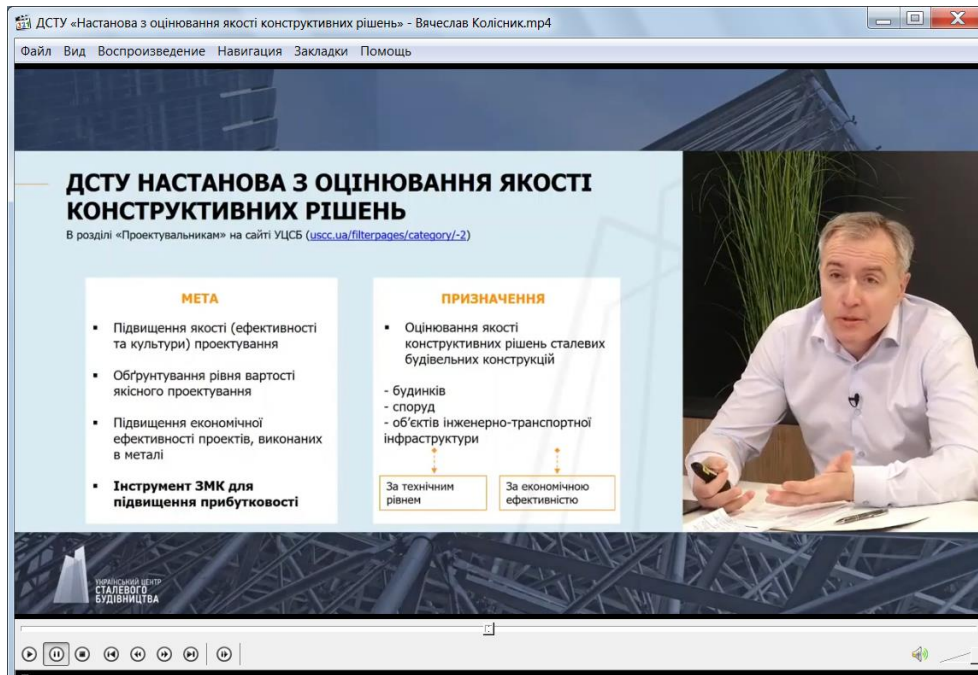 ДСТУ «Настанова з оцінювання якості конструктивних рішень» - Вячеслав Колісник.mp4
Файл Вид Воспроизведение Навигация Закладки Помощь
ДСТУ НАСТАНОВА З ОЦІНЮВАННЯ ЯКОСТІ
КОНСТРУКТИВНИХ РІШЕНЬ
В розділі «Проектувальникам» на сайті УЦСБ (uscc.ua/filterpages/category/-2)
МЕТА
▪ Підвищення якості (ефективності
та культури) проектування
▪ Обґрунтування рівня вартості
якісного проектування
▪ Підвищення економічної
ефективності проектів, виконаних
в металі
▪ Інструмент ЗМК для
підвищення прибутковості
ПРИЗНАЧЕННЯ
▪ Оцінювання якості
конструктивних рішень сталевих
будівельних конструкцій
- будинків
- споруд
- об’єктів інженерно-транспортної
інфраструктури
За технічним
рівнем
За економічною
ефективністю
УКРАЇНСЬКИЙ ЦЕНТР
СТАЛЕВОГО
БУДІВНИЦТВА